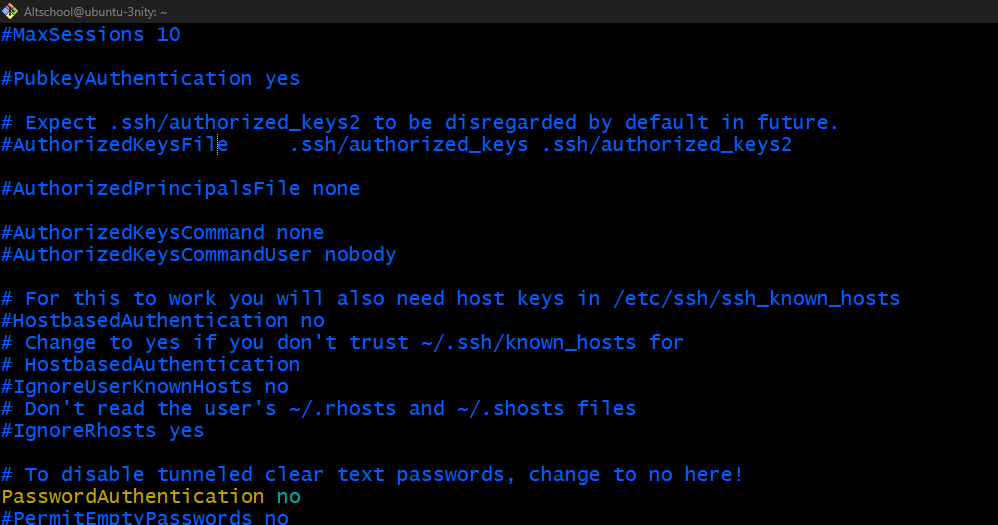 Altschool@ubuntu-3nity: ~
#MaxSessions 10
#PubkeyAuthentication yes
# Expect .ssh/authorized_keys2 to be disregarded by default in future.
#AuthorizedKeysFile     .ssh/authorized_keys .ssh/authorized_keys2
#AuthorizedPrincipalsFile none
#AuthorizedKeysCommand none
#AuthorizedKeysCommandUser nobody
# For this to work you will also need host keys in /etc/ssh/ssh_known_hosts
#HostbasedAuthentication no
# Change to yes if you don't trust ~/.ssh/known_hosts for
# HostbasedAuthentication
#IgnoreUserKnownHosts no
# Don't read the user's ~/.rhosts and ~/.shosts files
#IgnoreRhosts yes
# To disable tunneled clear text passwords, change to no here!
PasswordAuthentication no
#PermitEmptyPasswords no